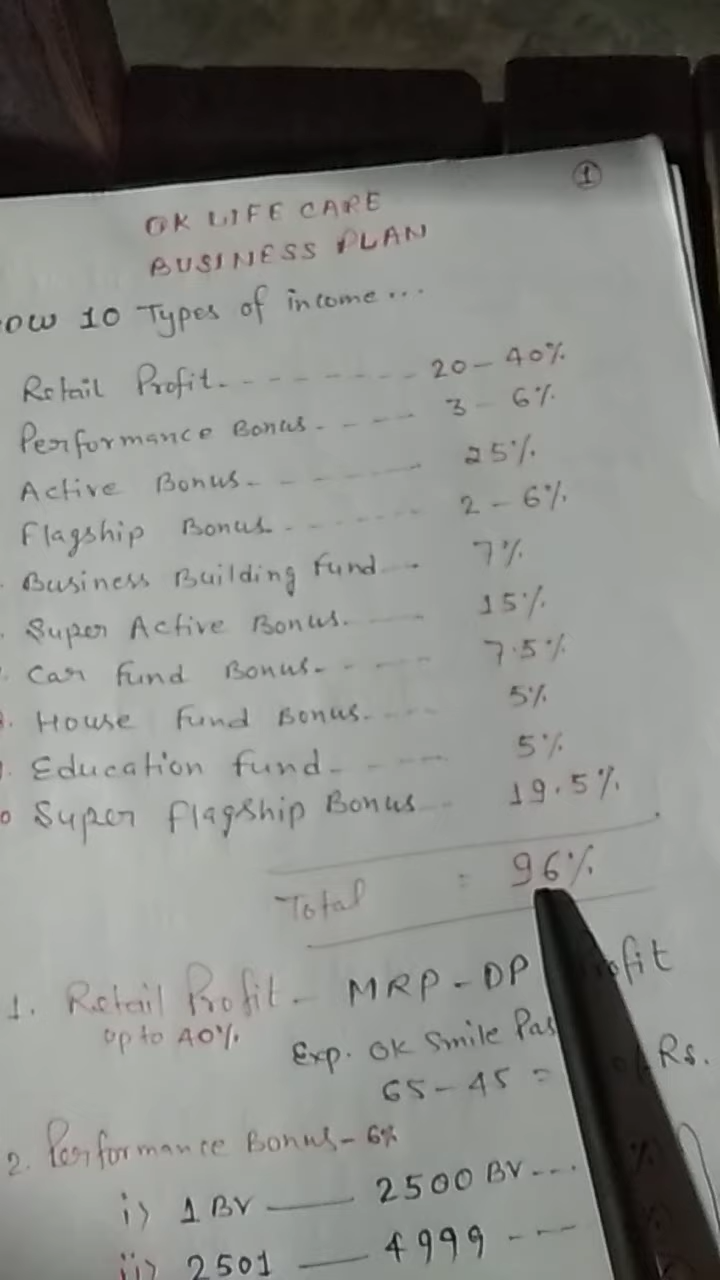 1
OK LIFE CARE
BUSINESS PLAN
ow 10 Types of income...
Retail Profit. - - - - - - - - - 20 - 40%
Performance Bonus - - - - - 3 - 6%
Active Bonus - - - - - - - 25%
Flagship Bonus - - - - - - 2 - 6%
Business Building Fund - - 7%
Super Active Bonus. - - - 15%
Car fund Bonus - - - - 7.5%
House fund Bonus. - - - 5%
Education fund - - - - - 5%
0 Super flagship Bonus - - 19.5%
Total = 96%
1. Retail Profit - MRP - DP ofit
up to 40%
Exp. OK Smile Pas
65 - 45 = Rs.
2. Performance Bonus - 6%
i) 1 BV —— 2500 BV - - - %
ii) 2501 —— 4999 - - - %